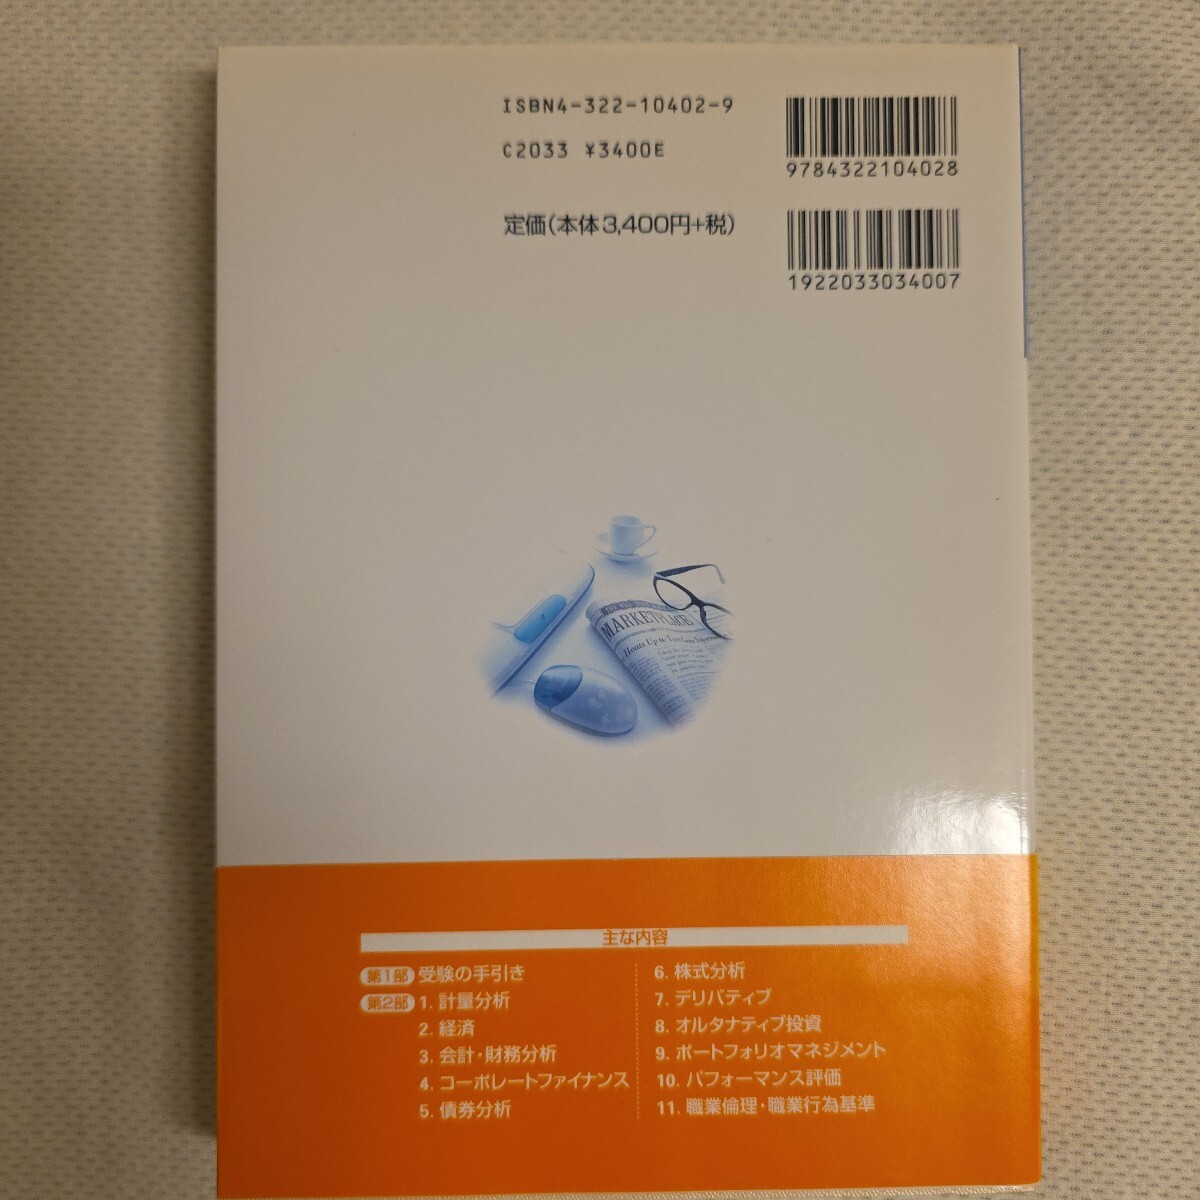 ISBN4-322-10402-9
C2033 ¥3400E
定価(本体3,400円+税)
9784322104028
1922033034007
MARKETPLACE
Heats Up to
主な内容
第1部 受験の手引き
第2部 1. 計量分析
2. 経済
3. 会計・財務分析
4. コーポレートファイナンス
5. 債券分析
6. 株式分析
7. デリバティブ
8. オルタナティブ投資
9. ポートフォリオマネジメント
10. パフォーマンス評価
11. 職業倫理・職業行為基準